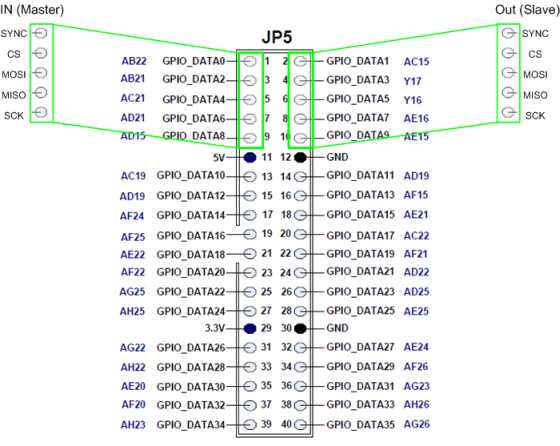 IN (Master) Out (Slave)
JP5
SYNC SYNC
CS CS
MOSI MOSI
MISO MISO
SCK SCK
AB22 GPIO_DATA0 1 2 GPIO_DATA1 AC15
AB21 GPIO_DATA2 3 4 GPIO_DATA3 Y17
AC21 GPIO_DATA4 5 6 GPIO_DATA5 Y16
AD21 GPIO_DATA6 7 8 GPIO_DATA7 AE16
AD15 GPIO_DATA8 9 10 GPIO_DATA9 AE15
5V 11 12 GND
AC19 GPIO_DATA10 13 14 GPIO_DATA11 AD19
AD19 GPIO_DATA12 15 16 GPIO_DATA13 AF15
AF24 GPIO_DATA14 17 18 GPIO_DATA15 AE21
AF25 GPIO_DATA16 19 20 GPIO_DATA17 AC22
AE22 GPIO_DATA18 21 22 GPIO_DATA19 AF21
AF22 GPIO_DATA20 23 24 GPIO_DATA21 AD22
AG25 GPIO_DATA22 25 26 GPIO_DATA23 AD25
AH25 GPIO_DATA24 27 28 GPIO_DATA25 AE25
3.3V 29 30 GND
AG22 GPIO_DATA26 31 32 GPIO_DATA27 AE24
AH22 GPIO_DATA28 33 34 GPIO_DATA29 AF26
AE20 GPIO_DATA30 35 36 GPIO_DATA31 AG23
AF20 GPIO_DATA32 37 38 GPIO_DATA33 AH26
AH23 GPIO_DATA34 39 40 GPIO_DATA35 AG26